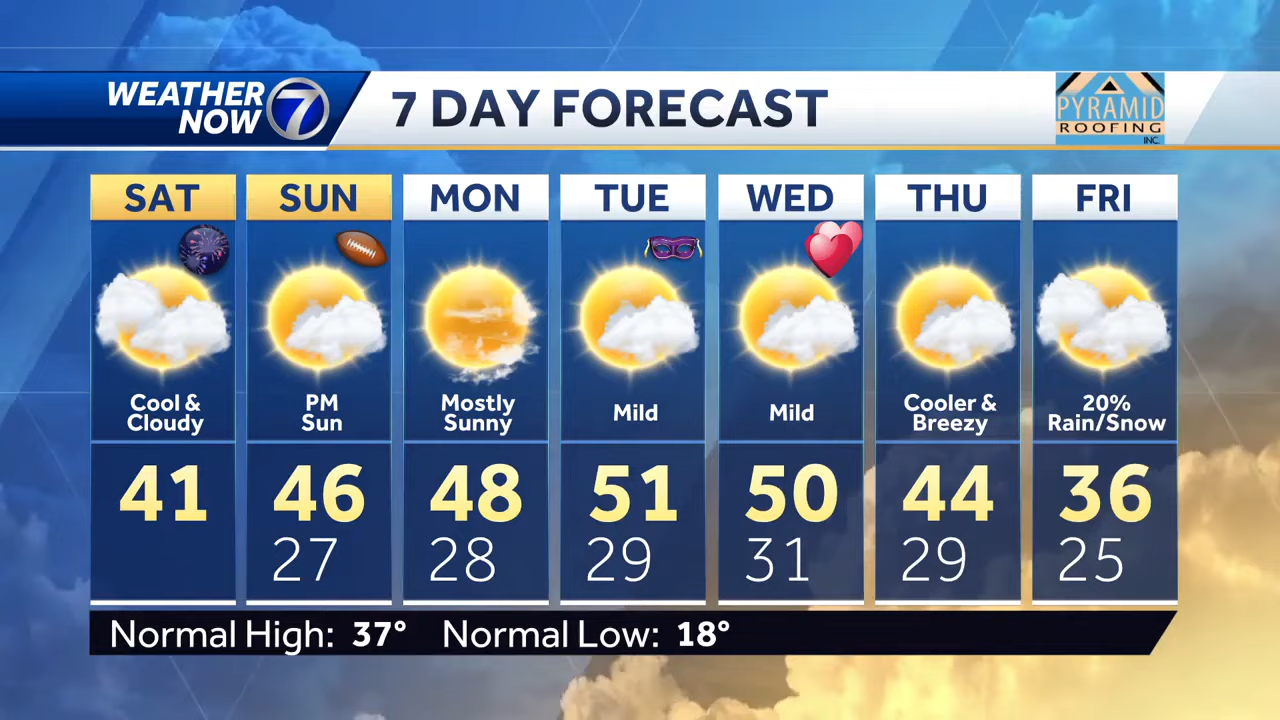 WEATHER NOW 7
7 DAY FORECAST
PYRAMID
ROOFING
INC.
SAT
SUN
MON
TUE
WED
THU
FRI
Cool &
Cloudy
PM
Sun
Mostly
Sunny
Mild
Mild
Cooler &
Breezy
20%
Rain/Snow
41
46
48
51
50
44
36
27
28
29
31
29
25
Normal High: 37° Normal Low: 18°